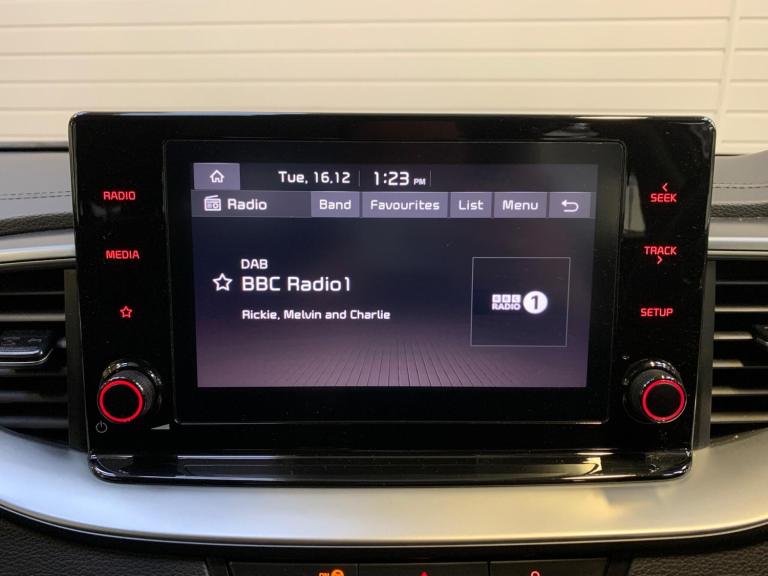 Tue, 16.12 1:23 PM
Radio Band Favourites List Menu
DAB
BBC Radio1
Rickie, Melvin and Charlie
BBC
RADIO 1
RADIO
MEDIA
SEEK
TRACK
SETUP